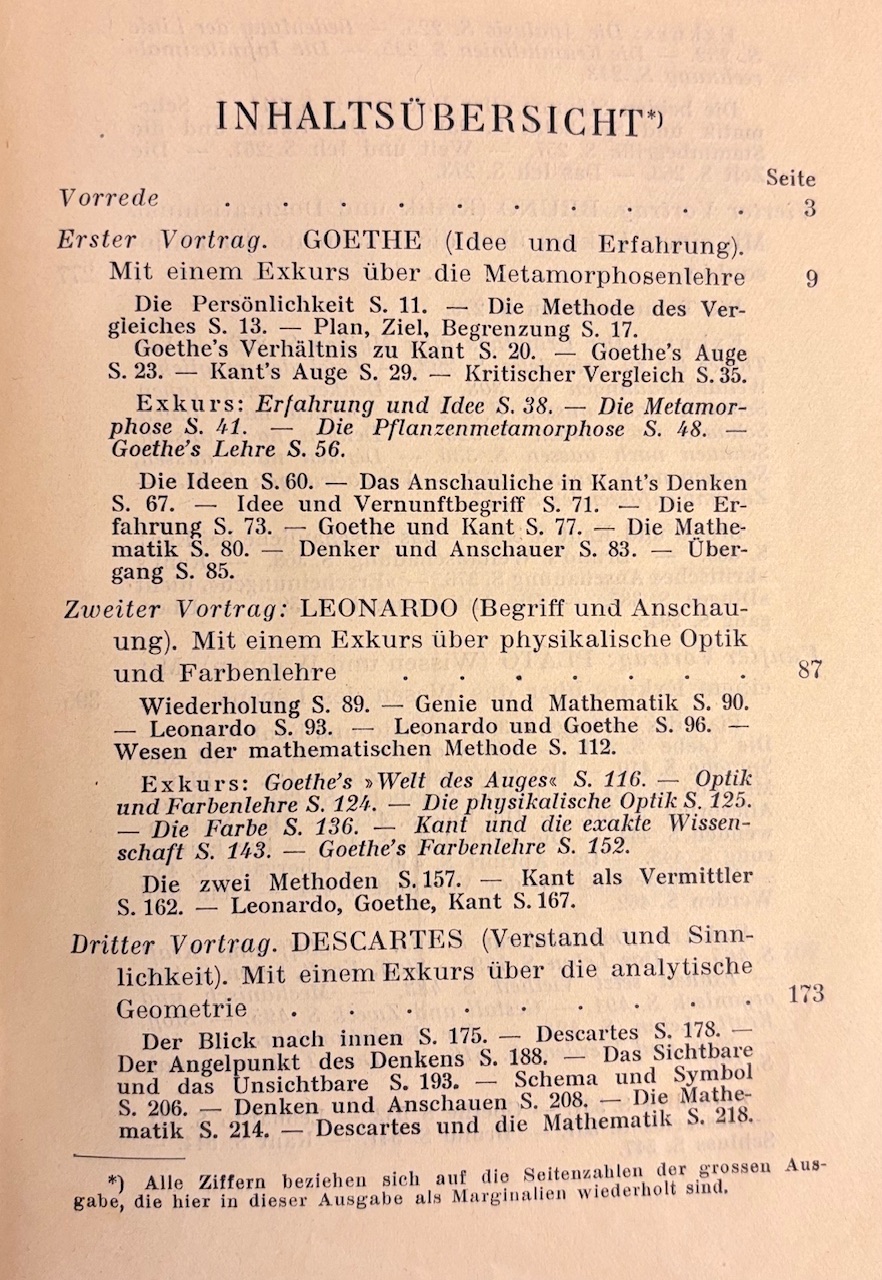 INHALTSÜBERSICHT*)
Seite
Vorrede . . . . . . . . . . 3
Erster Vortrag. GOETHE (Idee und Erfahrung).
Mit einem Exkurs über die Metamorphosenlehre 9
Die Persönlichkeit S. 11. — Die Methode des Ver-
gleiches S. 13. — Plan, Ziel, Begrenzung S. 17.
Goethe's Verhältnis zu Kant S. 20. — Goethe's Auge
S. 23. — Kant's Auge S. 29. — Kritischer Vergleich S. 35.
Exkurs: Erfahrung und Idee S. 38. — Die Metamor-
phose S. 41. — Die Pflanzenmetamorphose S. 48. —
Goethe's Lehre S. 56.
Die Ideen S. 60. — Das Anschauliche in Kant's Denken
S. 67. — Idee und Vernunftbegriff S. 71. — Die Er-
fahrung S. 73. — Goethe und Kant S. 77. — Die Mathe-
matik S. 80. — Denker und Anschauer S. 83. — Über-
gang S. 85.
Zweiter Vortrag: LEONARDO (Begriff und Anschau-
ung). Mit einem Exkurs über physikalische Optik
und Farbenlehre . . . . . . . 87
Wiederholung S. 89. — Genie und Mathematik S. 90.
— Leonardo S. 93. — Leonardo und Goethe S. 96. —
Wesen der mathematischen Methode S. 112.
Exkurs: Goethe's »Welt des Auges« S. 116. — Optik
und Farbenlehre S. 124. — Die physikalische Optik S. 125.
— Die Farbe S. 136. — Kant und die exakte Wissen-
schaft S. 143. — Goethe's Farbenlehre S. 152.
Die zwei Methoden S. 157. — Kant als Vermittler
S. 162. — Leonardo, Goethe, Kant S. 167.
Dritter Vortrag. DESCARTES (Verstand und Sinn-
lichkeit). Mit einem Exkurs über die analytische
Geometrie . . . . . . . . . 173
Der Blick nach innen S. 175. — Descartes S. 178. —
Der Angelpunkt des Denkens S. 188. — Das Sichtbare
und das Unsichtbare S. 193. — Schema und Symbol
S. 206. — Denken und Anschauen S. 208. — Die Mathe-
matik S. 214. — Descartes und die Mathematik S. 218.
*) Alle Ziffern beziehen sich auf die Seitenzahlen der grossen Aus-
gabe, die hier in dieser Ausgabe als Marginalien wiederholt sind.